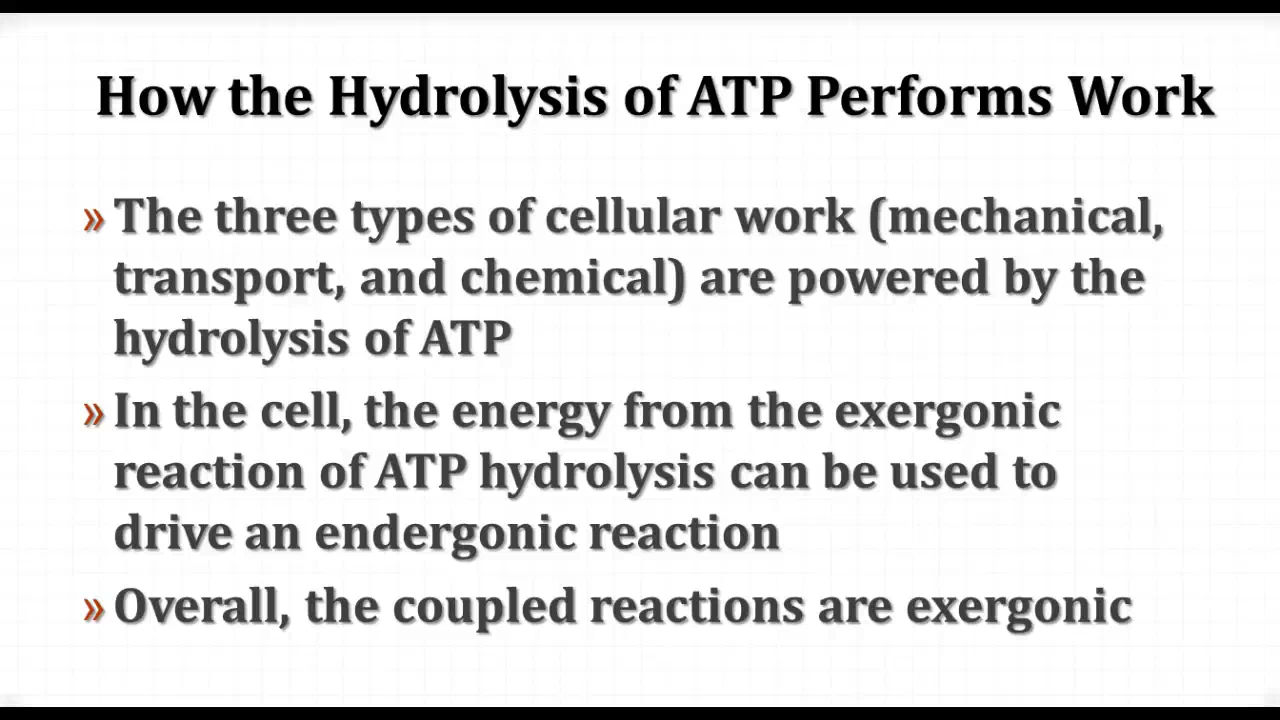 How the Hydrolysis of ATP Performs Work
» The three types of cellular work (mechanical,
transport, and chemical) are powered by the
hydrolysis of ATP
» In the cell, the energy from the exergonic
reaction of ATP hydrolysis can be used to
drive an endergonic reaction
» Overall, the coupled reactions are exergonic